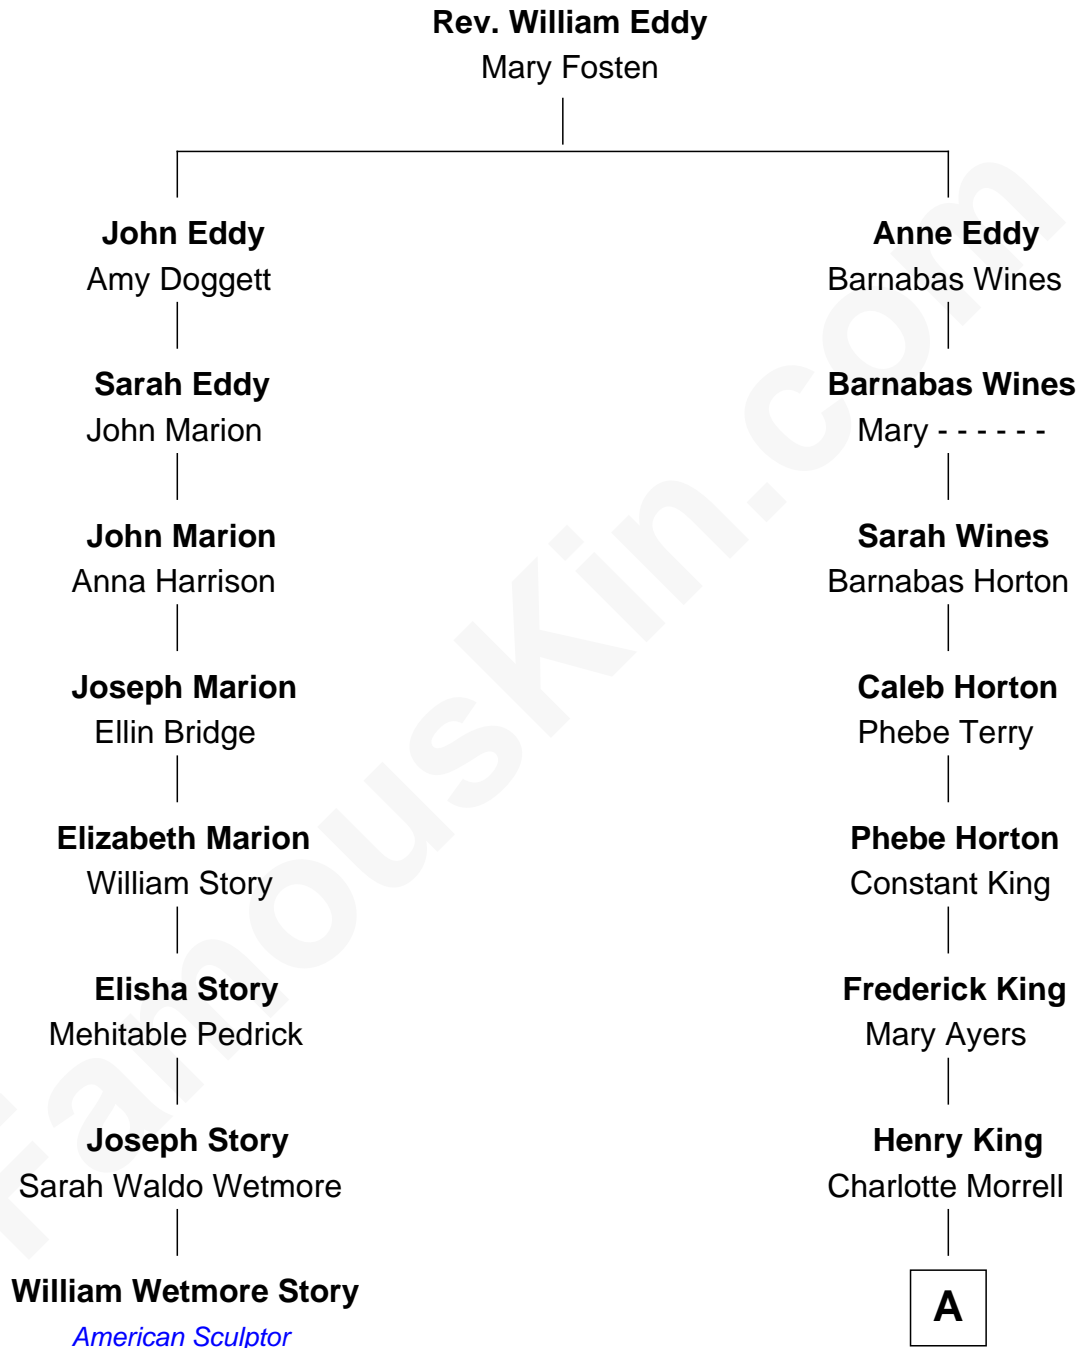 Rev. William Eddy
Mary Fosten
John Eddy
Amy Doggett
Sarah Eddy
John Marion
John Marion
Anna Harrison
Joseph Marion
Ellin Bridge
Elizabeth Marion
William Story
Elisha Story
Mehitable Pedrick
Joseph Story
Sarah Waldo Wetmore
William Wetmore Story
American Sculptor
Anne Eddy
Barnabas Wines
Barnabas Wines
Mary - - - - - -
Sarah Wines
Barnabas Horton
Caleb Horton
Phebe Terry
Phebe Horton
Constant King
Frederick King
Mary Ayers
Henry King
Charlotte Morrell
A
FamousKin.com